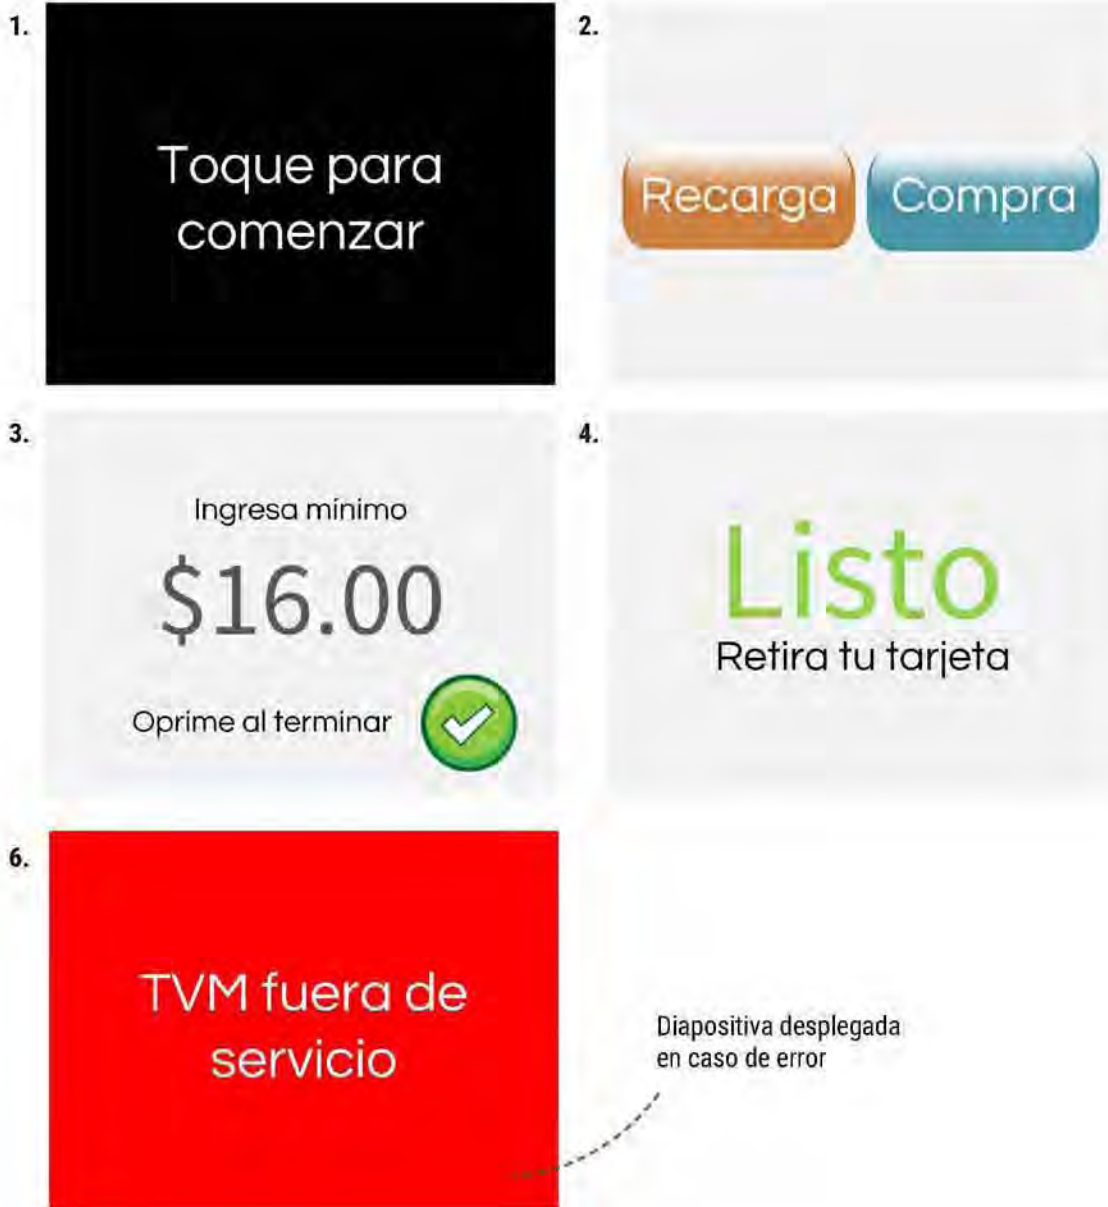 1.
Toque para
comenzar
2.
Recarga
Compra
3.
Ingresa mínimo
$16.00
Oprime al terminar
4.
Listo
Retira tu tarjeta
6.
TVM fuera de
servicio
Diapositiva desplegada
en caso de error